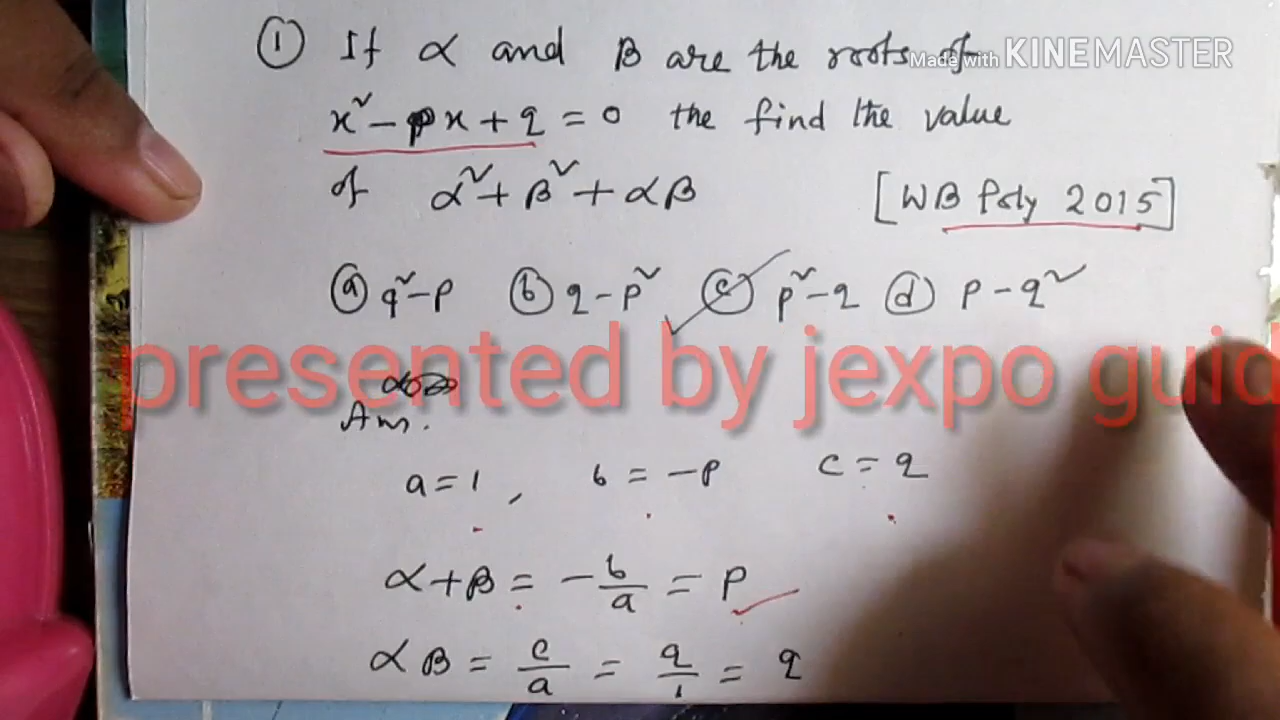 ① If α and β are the roots of
Made with KINEMASTER
x² - px + q = 0 the find the value
of α² + β² + αβ [WB Poly 2015]
ⓐ q² - p ⓑ q - p² ⓒ p² - q ⓓ p - q²
presented by jexpo guid
Ans.
a = 1, b = -p c = q
α + β = -b/a = p
αβ = c/a = q/1 = q